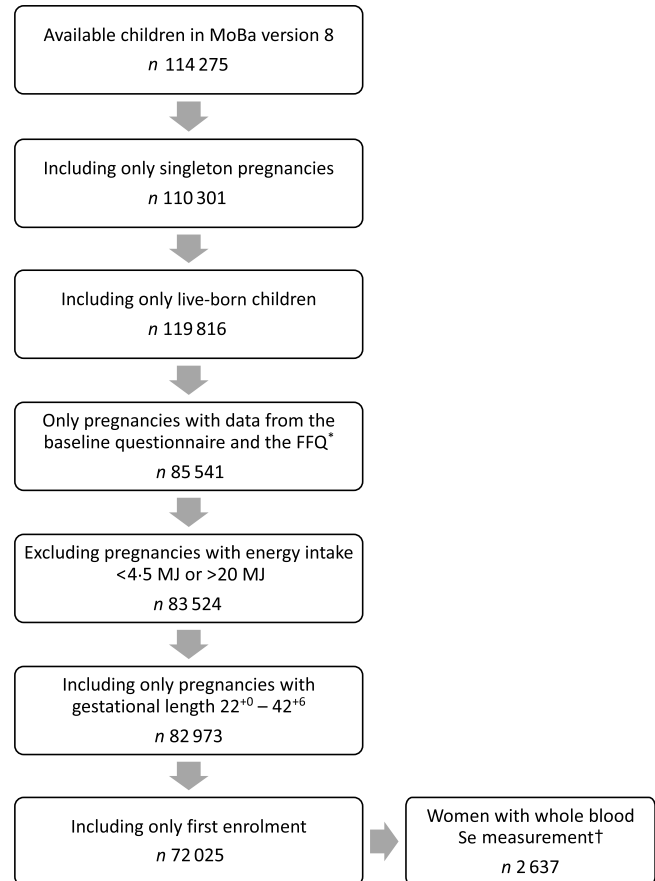 Available children in MoBa version 8
n 114 275
Including only singleton pregnancies
n 110 301
Including only live-born children
n 119 816
Only pregnancies with data from the
baseline questionnaire and the FFQ*
n 85 541
Excluding pregnancies with energy intake
<4·5 MJ or >20 MJ
n 83 524
Including only pregnancies with
gestational length 22⁺⁰ – 42⁺⁶
n 82 973
Including only first enrolment
n 72 025
Women with whole blood
Se measurement†
n 2 637